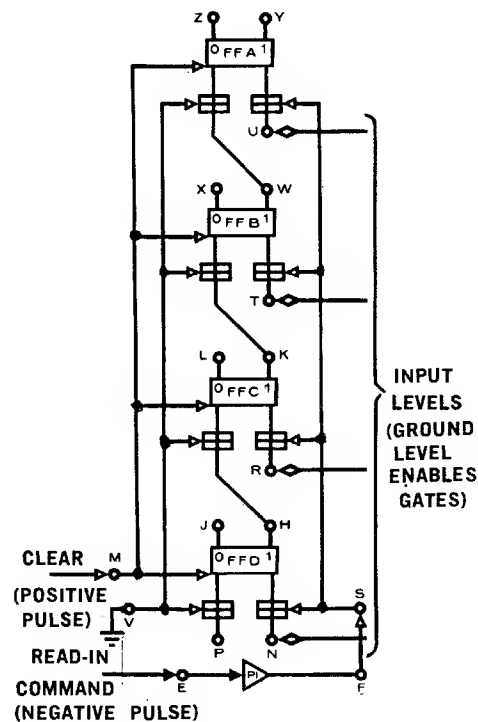 Z Y
0 FFA 1
U
X W
0 FFB 1
T
L K
0 FFC 1
R
INPUT
LEVELS
(GROUND
LEVEL
ENABLES
GATES)
J H
0 FFD 1
CLEAR M
(POSITIVE
PULSE)
V
S
P N
READ-IN
COMMAND
(NEGATIVE PULSE)
E PI F